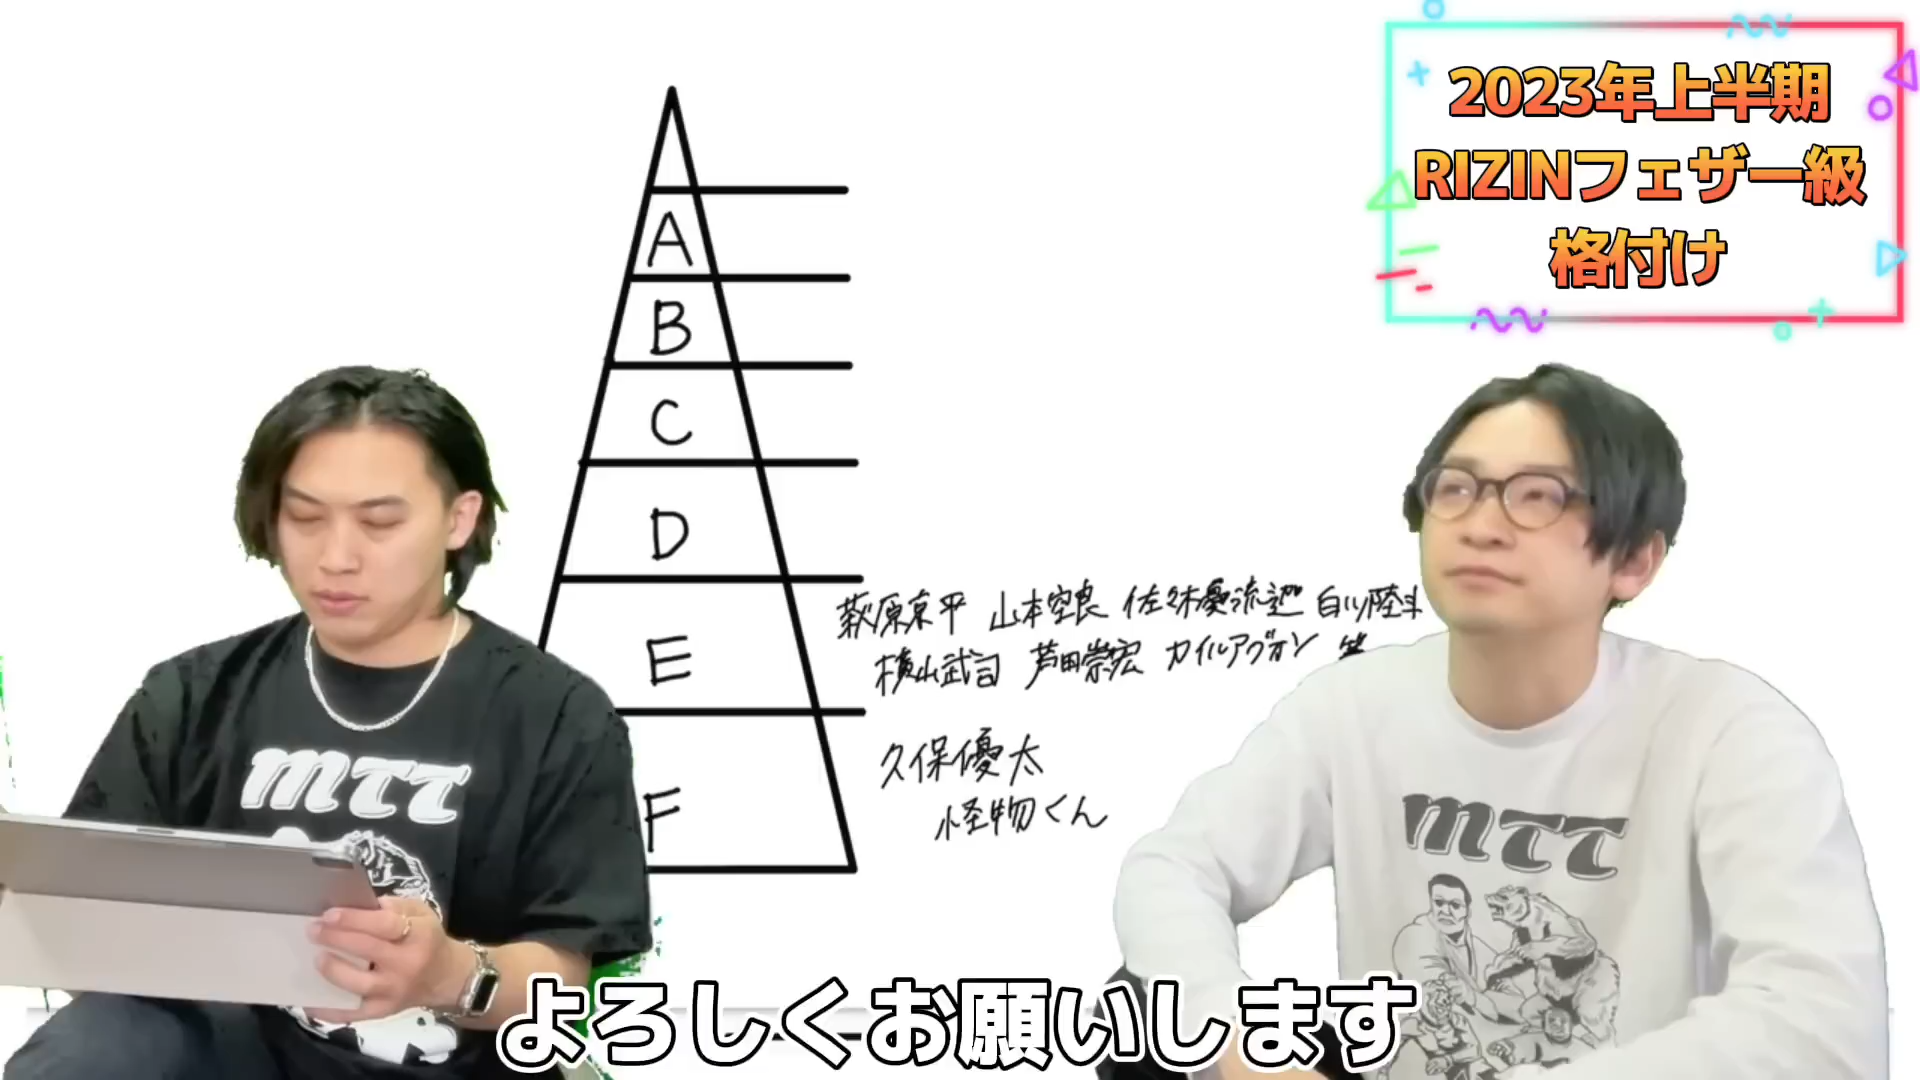 2023年上半期
RIZINフェザー級
格付け
A
B
C
D
E
F
萩原京平 山本空良 佐々木憂流迦 白川陸斗
横山武司 芦田崇宏 カイルアグォン 等
久保優太
怪物くん
MTT
MTT
よろしくお願いします